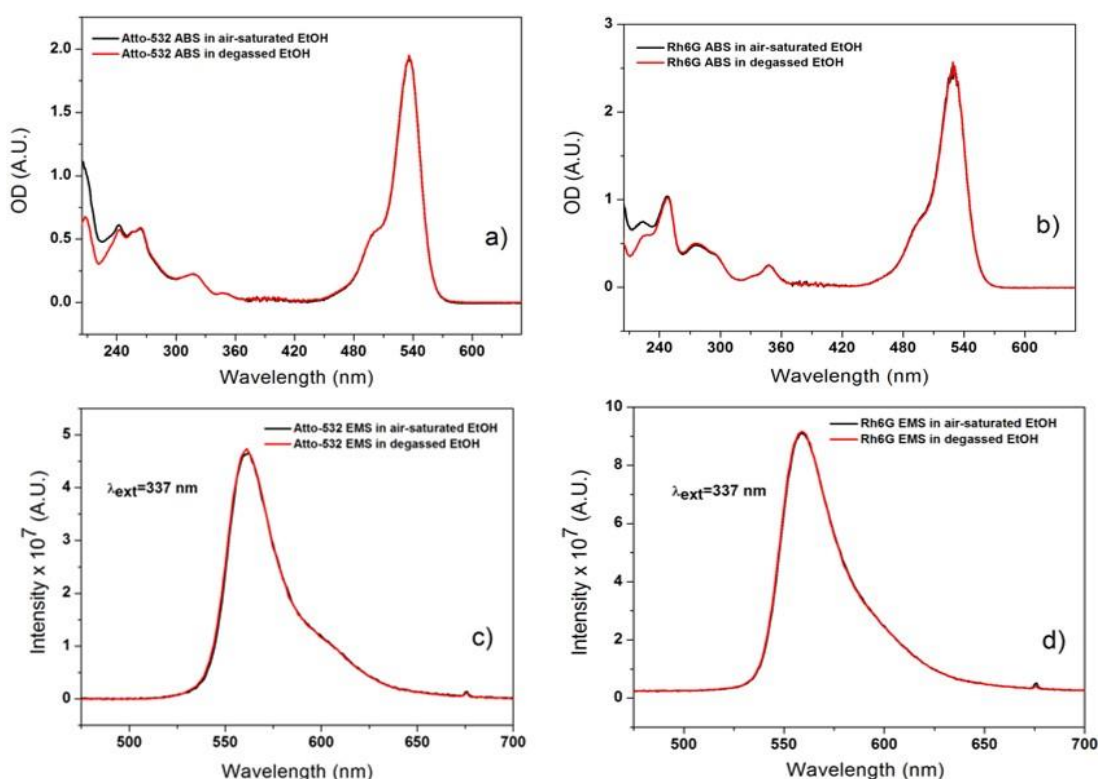 Atto-532 ABS in air-saturated EtOH
Atto-532 ABS in degassed EtOH
2.0
1.5
1.0
0.5
0.0
OD (A.U.)
a)
240 300 360 420 480 540 600
Wavelength (nm)
Rh6G ABS in air-saturated EtOH
Rh6G ABS in degassed EtOH
3
2
1
0
OD (A.U.)
b)
240 300 360 420 480 540 600
Wavelength (nm)
Atto-532 EMS in air-saturated EtOH
Atto-532 EMS in degassed EtOH
λext=337 nm
5
4
3
2
1
0
Intensity x 10⁷ (A.U.)
c)
500 550 600 650 700
Wavelength (nm)
Rh6G EMS in air-saturated EtOH
Rh6G EMS in degassed EtOH
λext=337 nm
10
8
6
4
2
0
Intensity x 10⁷ (A.U.)
d)
500 550 600 650 700
Wavelength (nm)